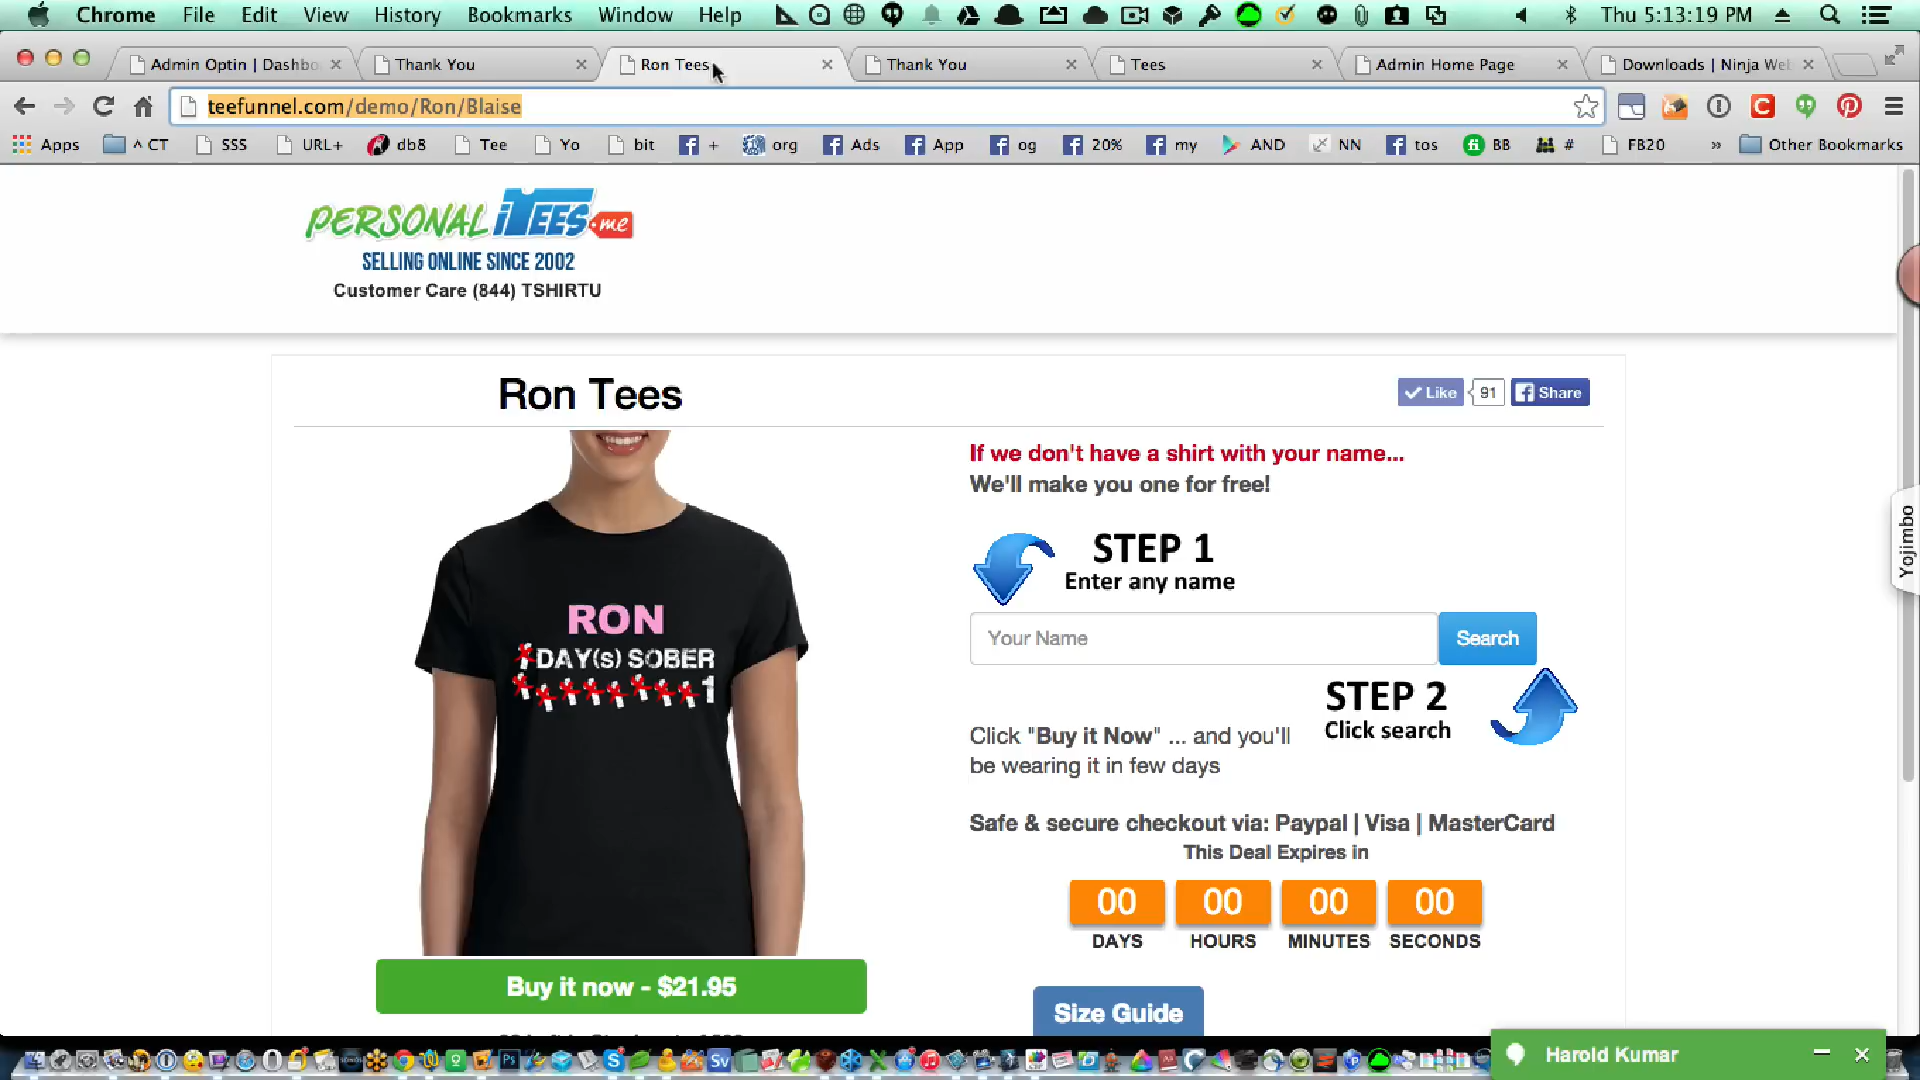 Chrome File Edit View History Bookmarks Window Help Thu 5:13:19 PM
Admin Optin | Dashbo Thank You Ron Tees Thank You Tees Admin Home Page Downloads | Ninja We
teefunnel.com/demo/Ron/Blaise
Apps ^ CT SSS URL+ db8 Tee Yo bit + org Ads App og 20% my AND NN tos BB # FB20 » Other Bookmarks
PERSONAL iTEES .me
SELLING ONLINE SINCE 2002
Customer Care (844) TSHIRTU
Ron Tees
Like 91 Share
RON
DAY(s) SOBER
1
Buy it now - $21.95
If we don't have a shirt with your name...
We'll make you one for free!
STEP 1
Enter any name
Your Name Search
STEP 2
Click search
Click "Buy it Now" ... and you'll
be wearing it in few days
Safe & secure checkout via: Paypal | Visa | MasterCard
This Deal Expires in
00 00 00 00
DAYS HOURS MINUTES SECONDS
Size Guide
Yojimbo
Harold Kumar